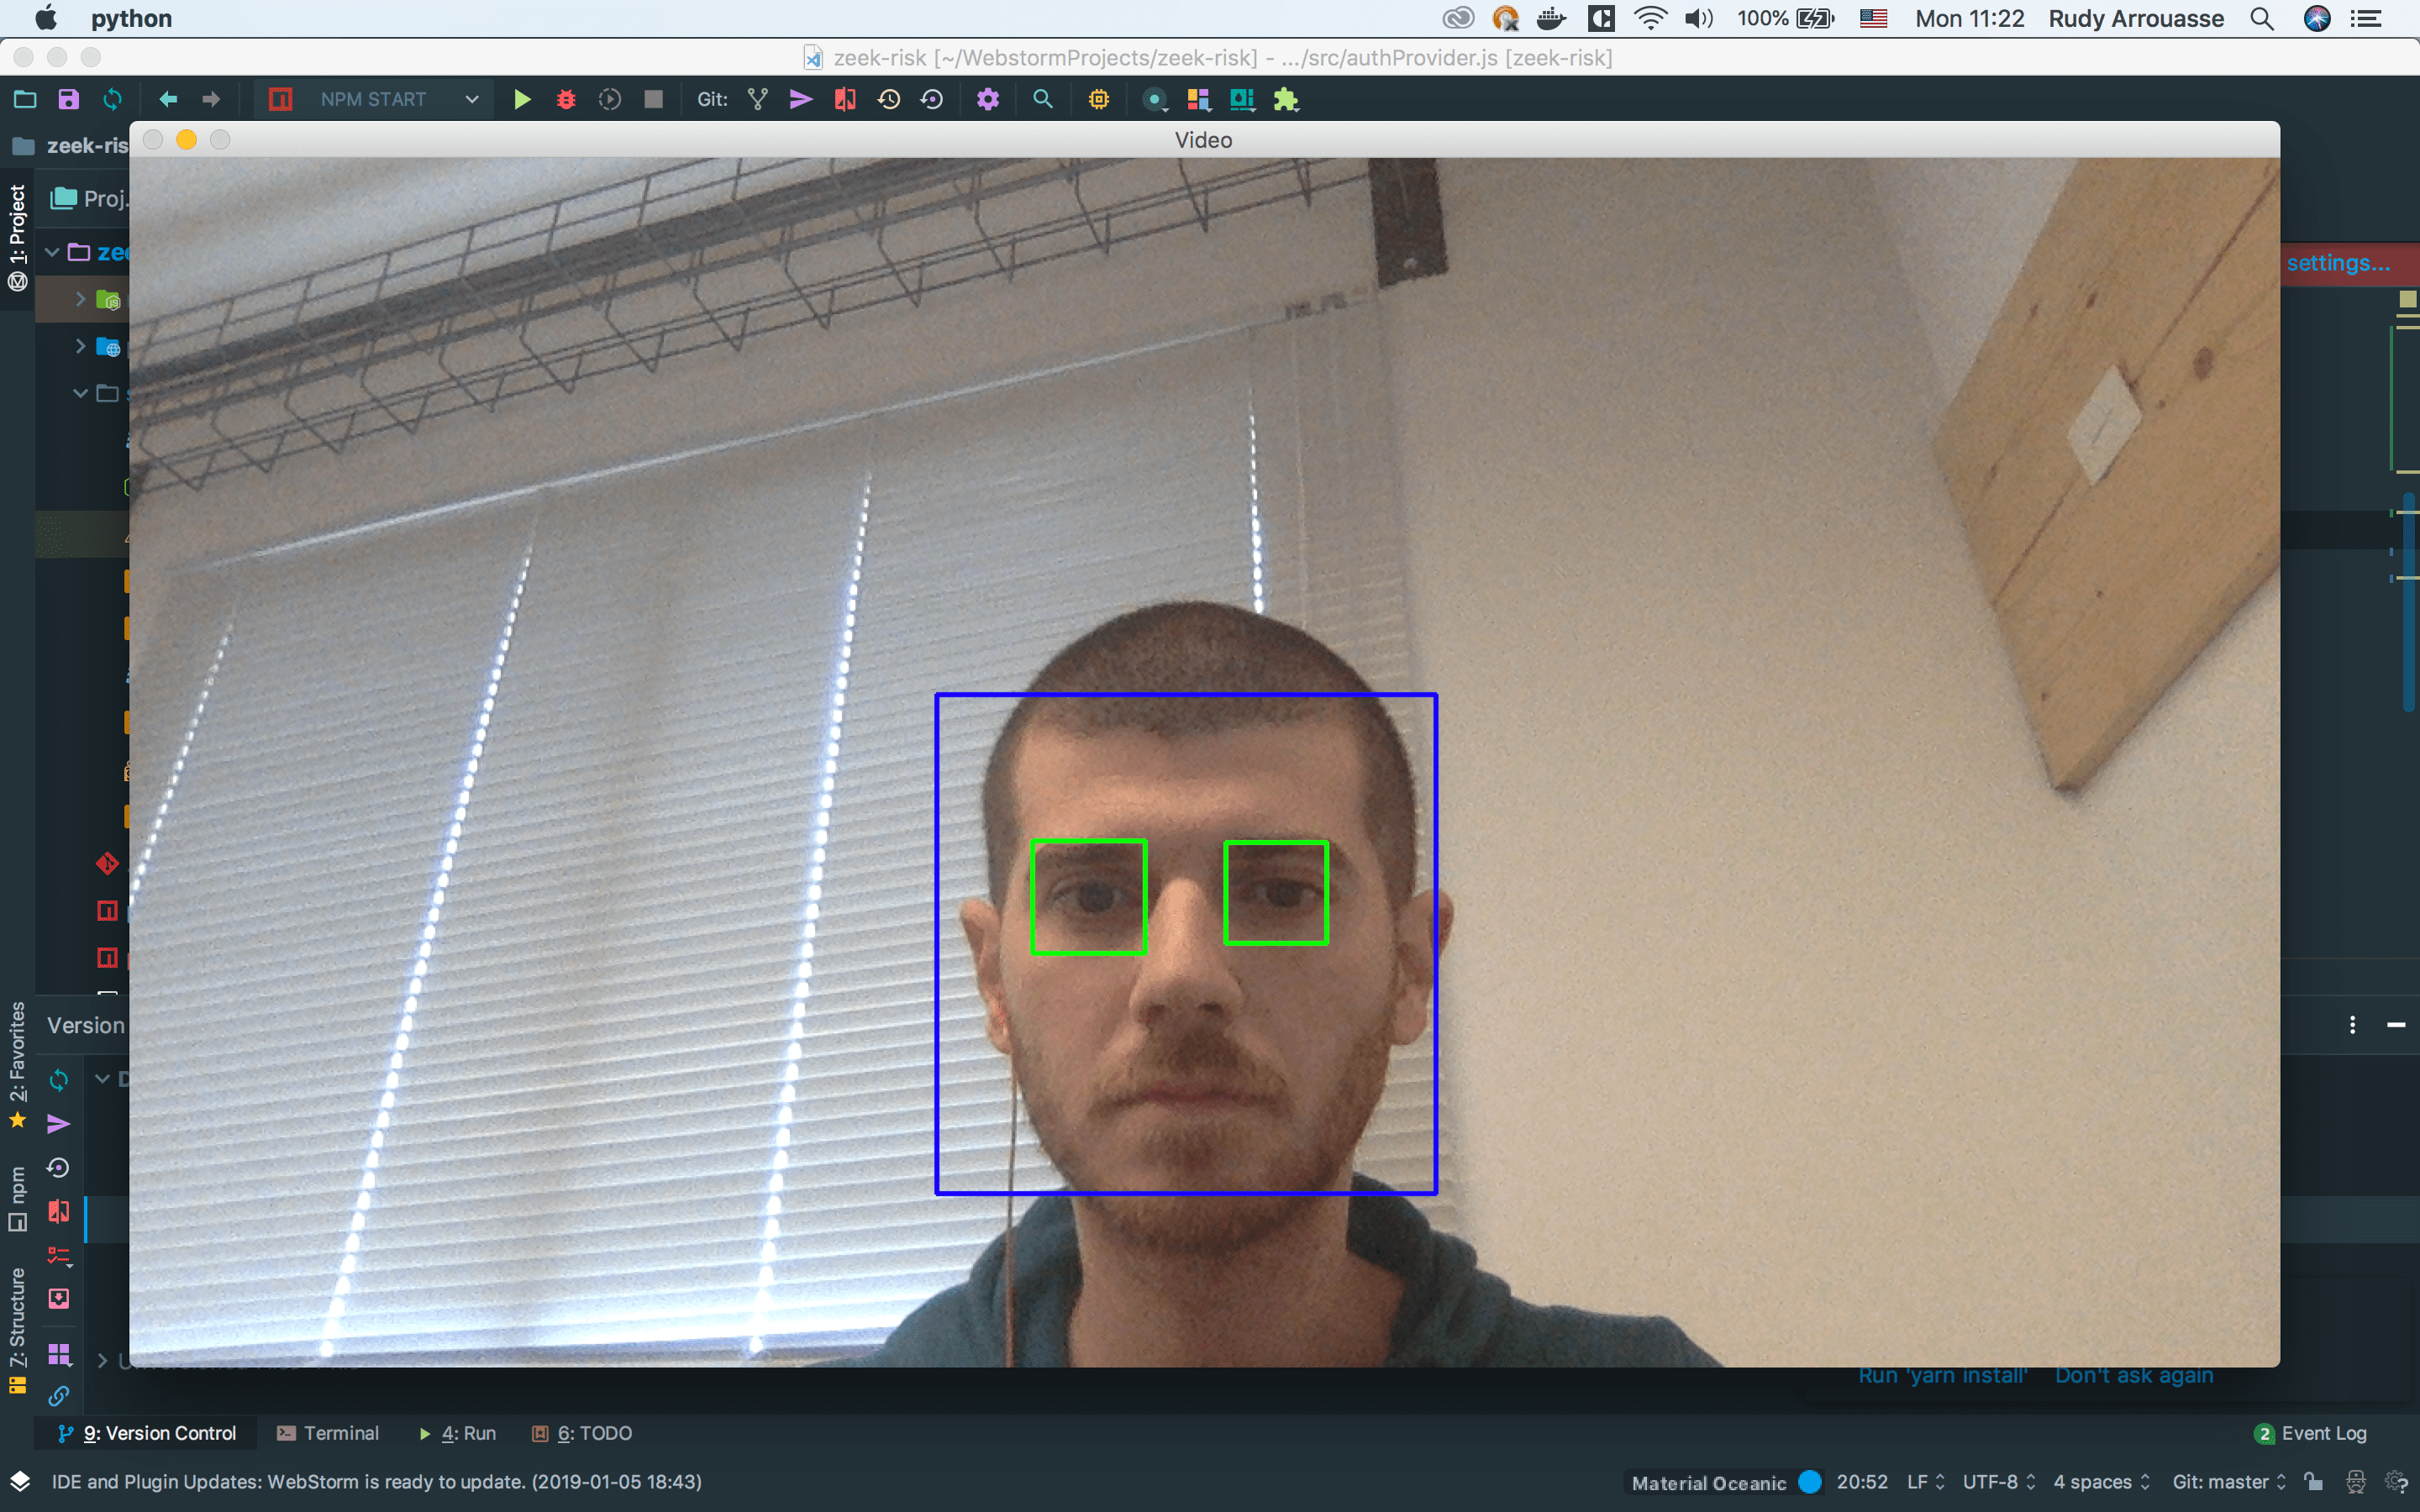 python
100%
Mon 11:22
Rudy Arrouasse
zeek-risk [~/WebstormProjects/zeek-risk] - .../src/authProvider.js [zeek-risk]
NPM START
Git:
zeek-ris
Video
1: Project
Proj.
zee
settings...
2: Favorites
Version
npm
7: Structure
Run 'yarn install'
Don't ask again
9: Version Control
Terminal
4: Run
6: TODO
2 Event Log
IDE and Plugin Updates: WebStorm is ready to update. (2019-01-05 18:43)
Material Oceanic
20:52
LF
UTF-8
4 spaces
Git: master